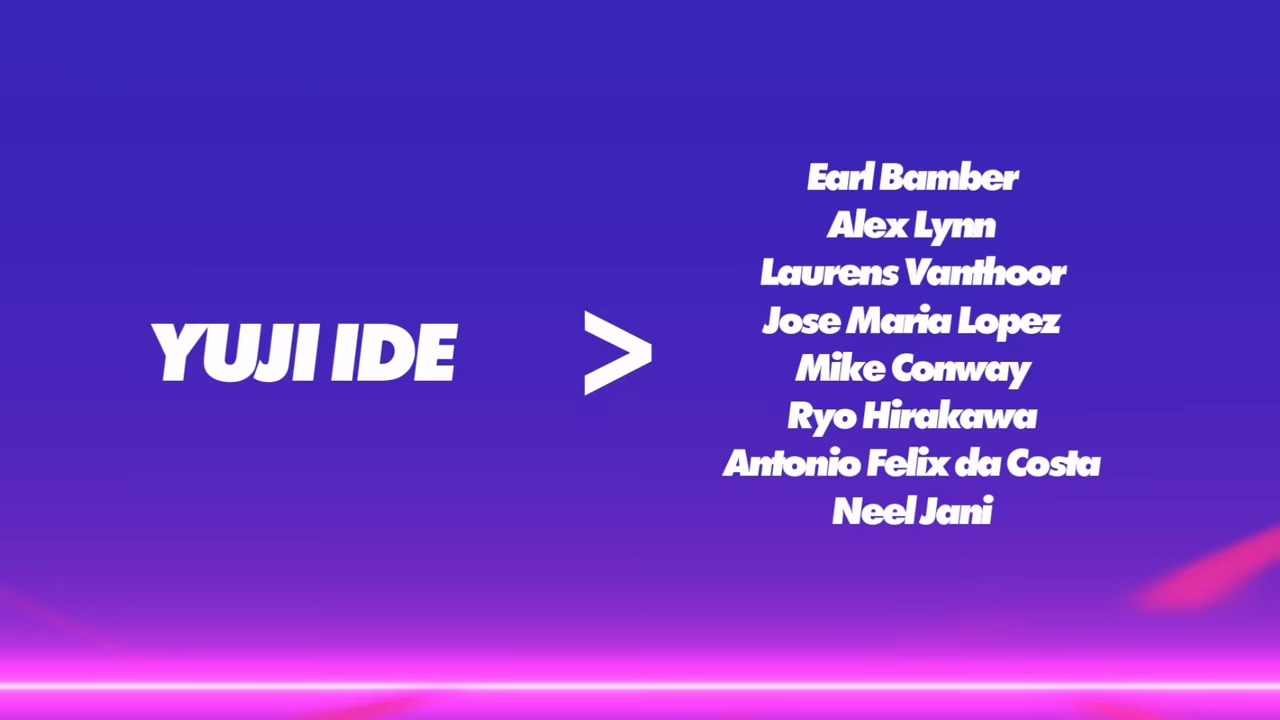 YUJI IDE
>
Earl Bamber
Alex Lynn
Laurens Vanthoor
Jose Maria Lopez
Mike Conway
Ryo Hirakawa
Antonio Felix da Costa
Neel Jani